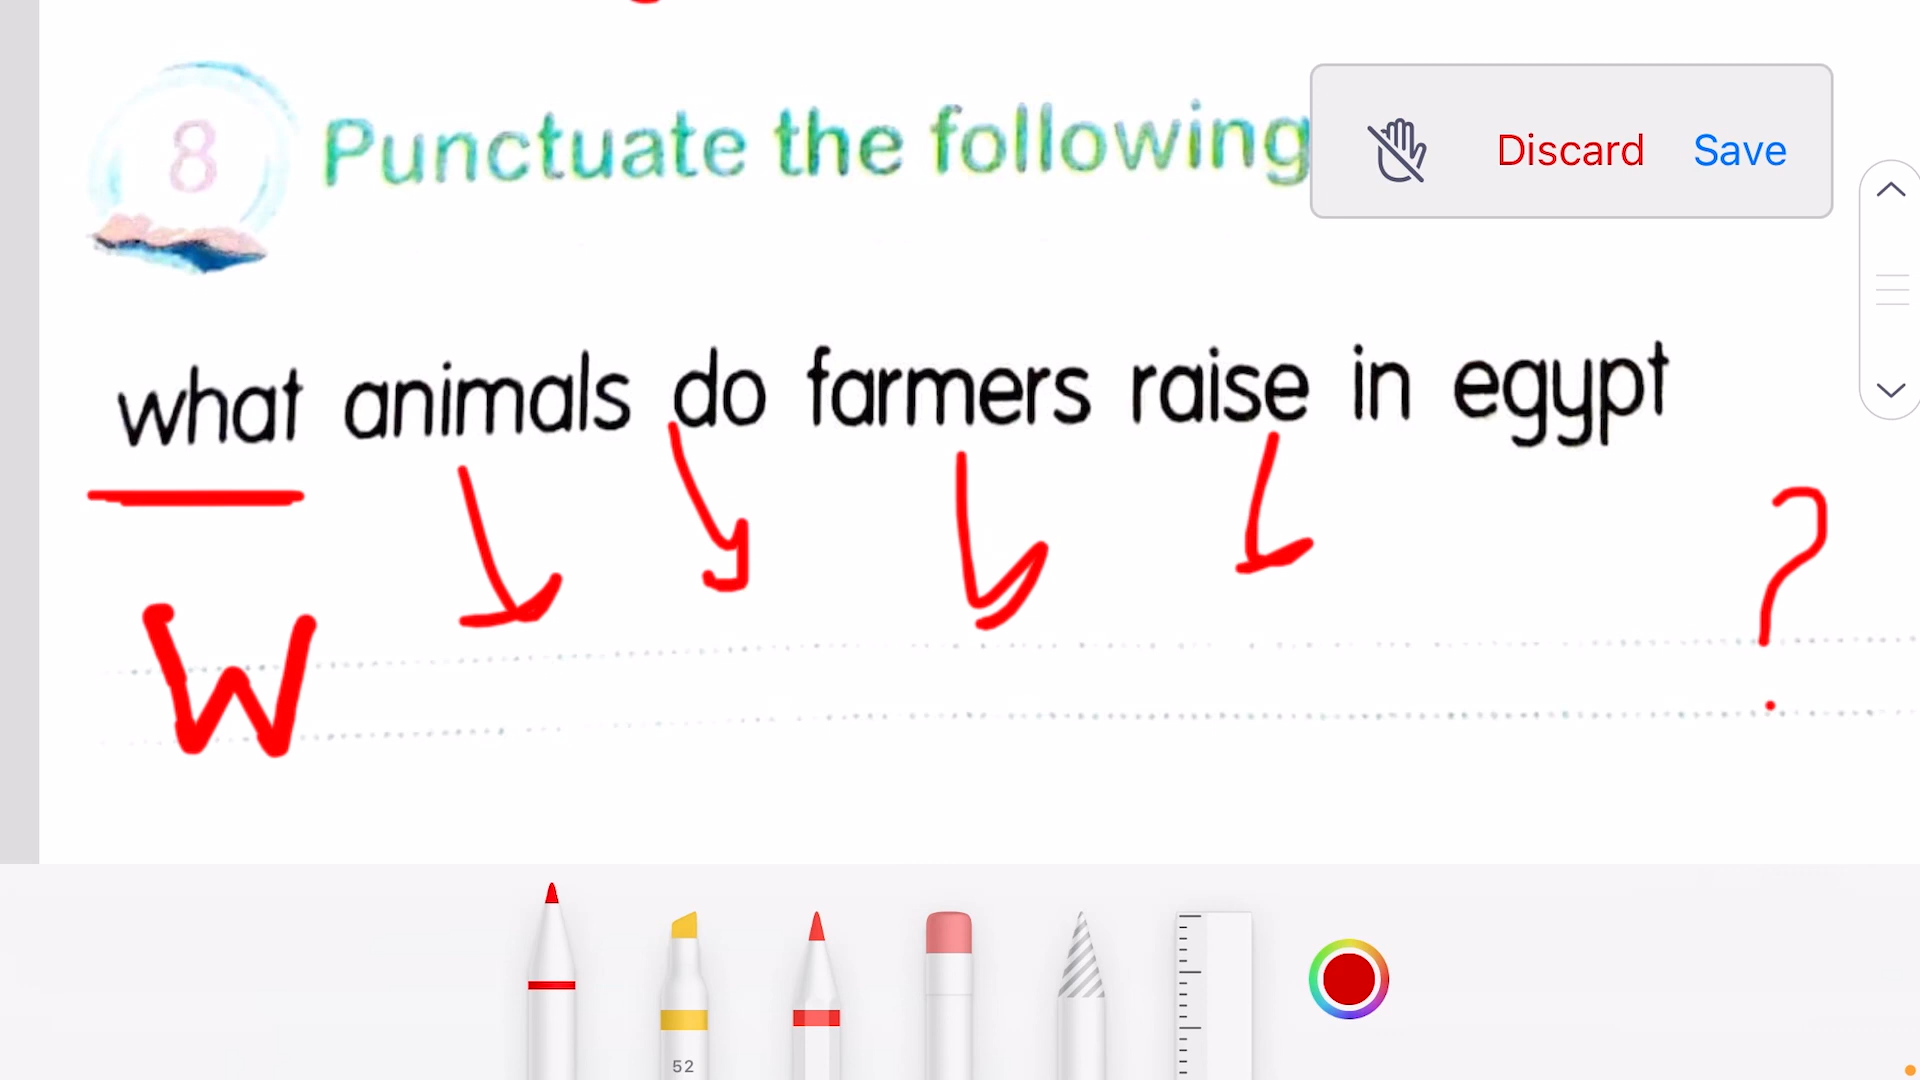 8 Punctuate the following
Discard Save
what animals do farmers raise in egypt
W ?
52